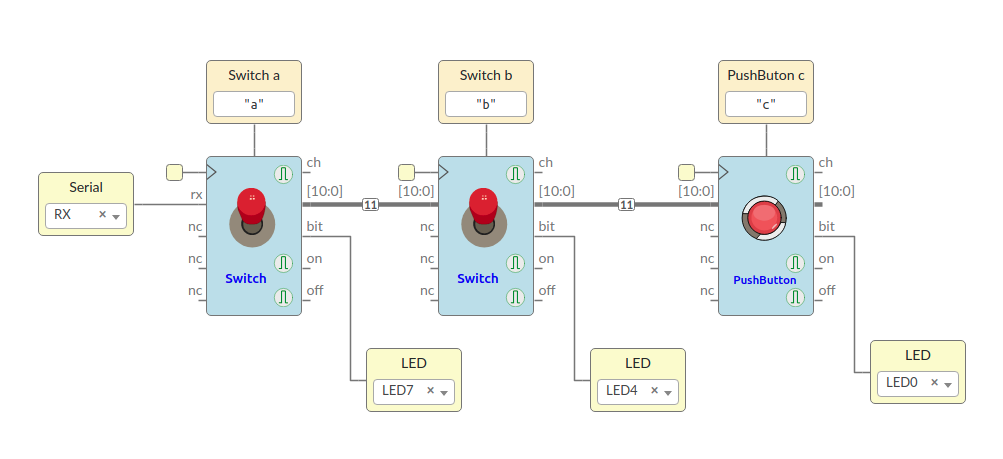 Switch a
"a"
Switch b
"b"
PushButon c
"c"
Serial
RX × 
rx
nc
nc
nc
Switch
ch
[10:0]
bit
on
off
11
[10:0]
nc
nc
nc
Switch
ch
[10:0]
bit
on
off
11
[10:0]
nc
nc
nc
PushButton
ch
[10:0]
bit
on
off
LED
LED7 ×
LED
LED4 ×
LED
LED0 ×